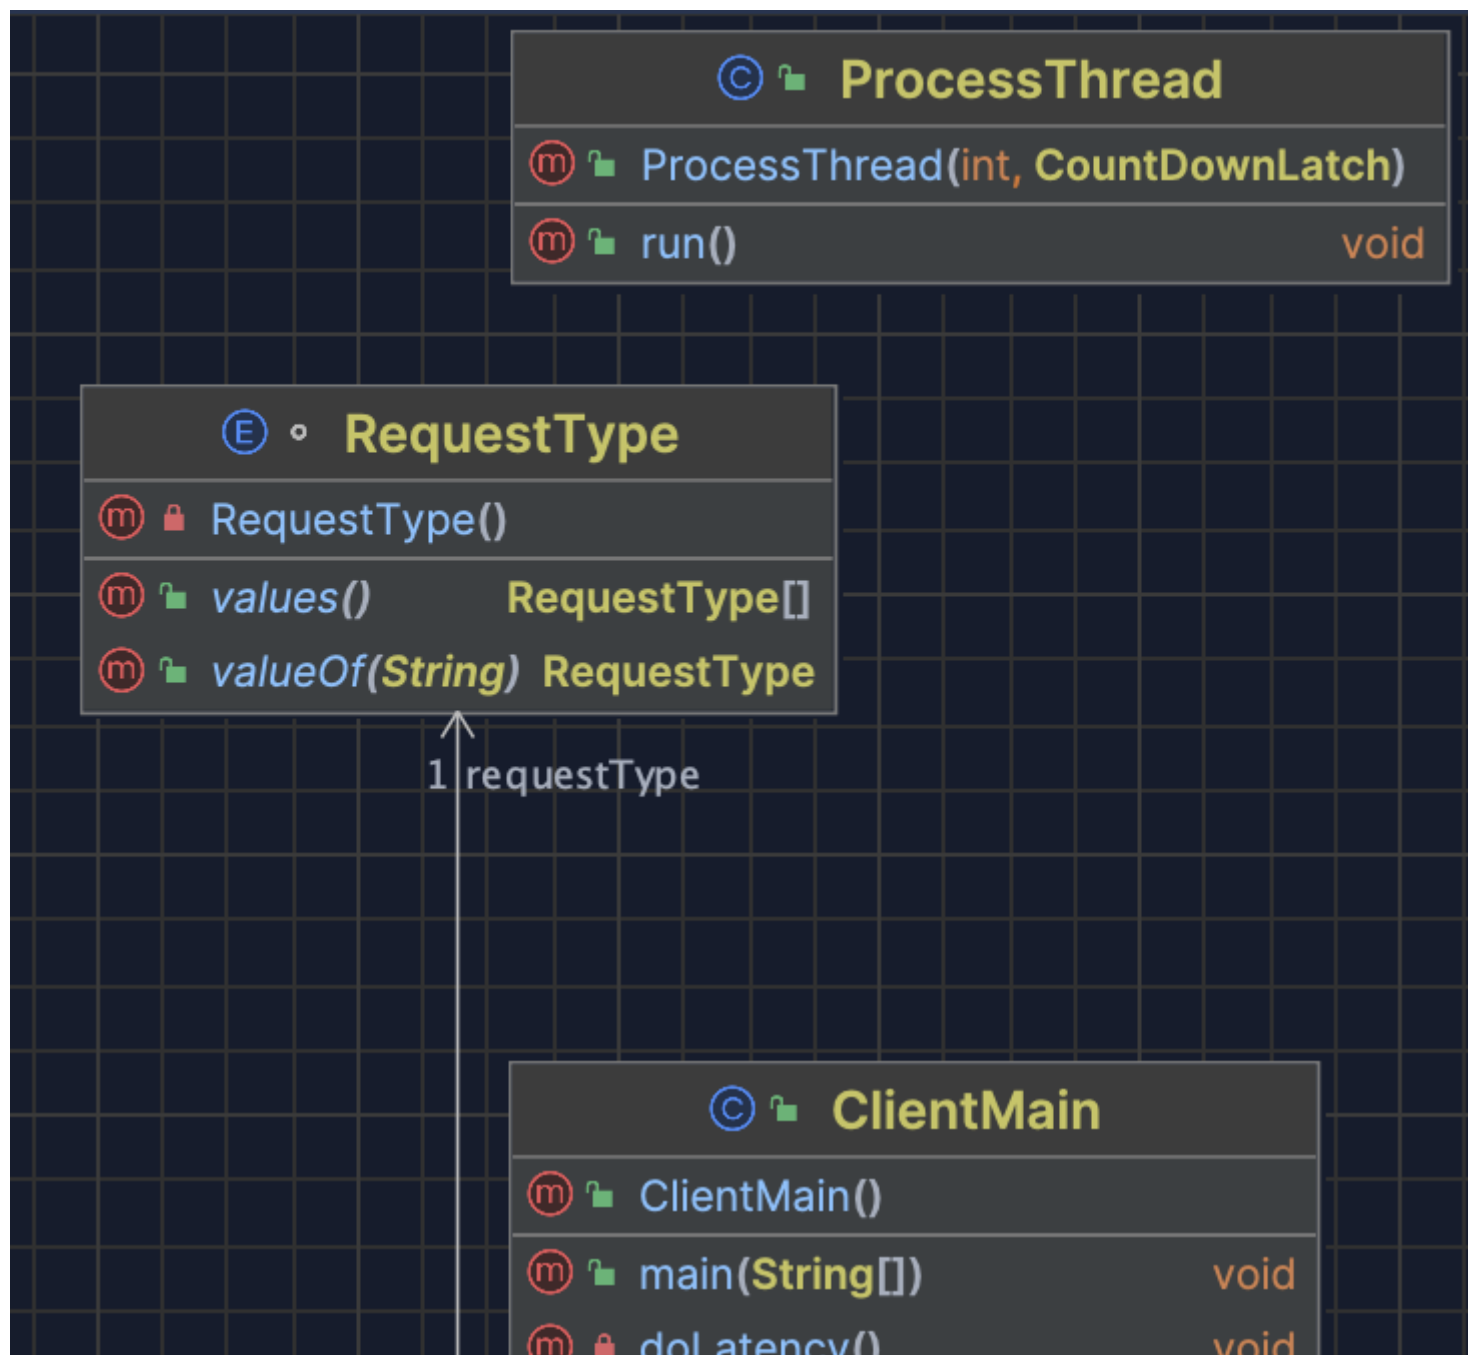 C ProcessThread
m ProcessThread(int, CountDownLatch)
m run() void
E RequestType
m RequestType()
m values() RequestType[]
m valueOf(String) RequestType
1 requestType
C ClientMain
m ClientMain()
m main(String[]) void
m doLatency() void